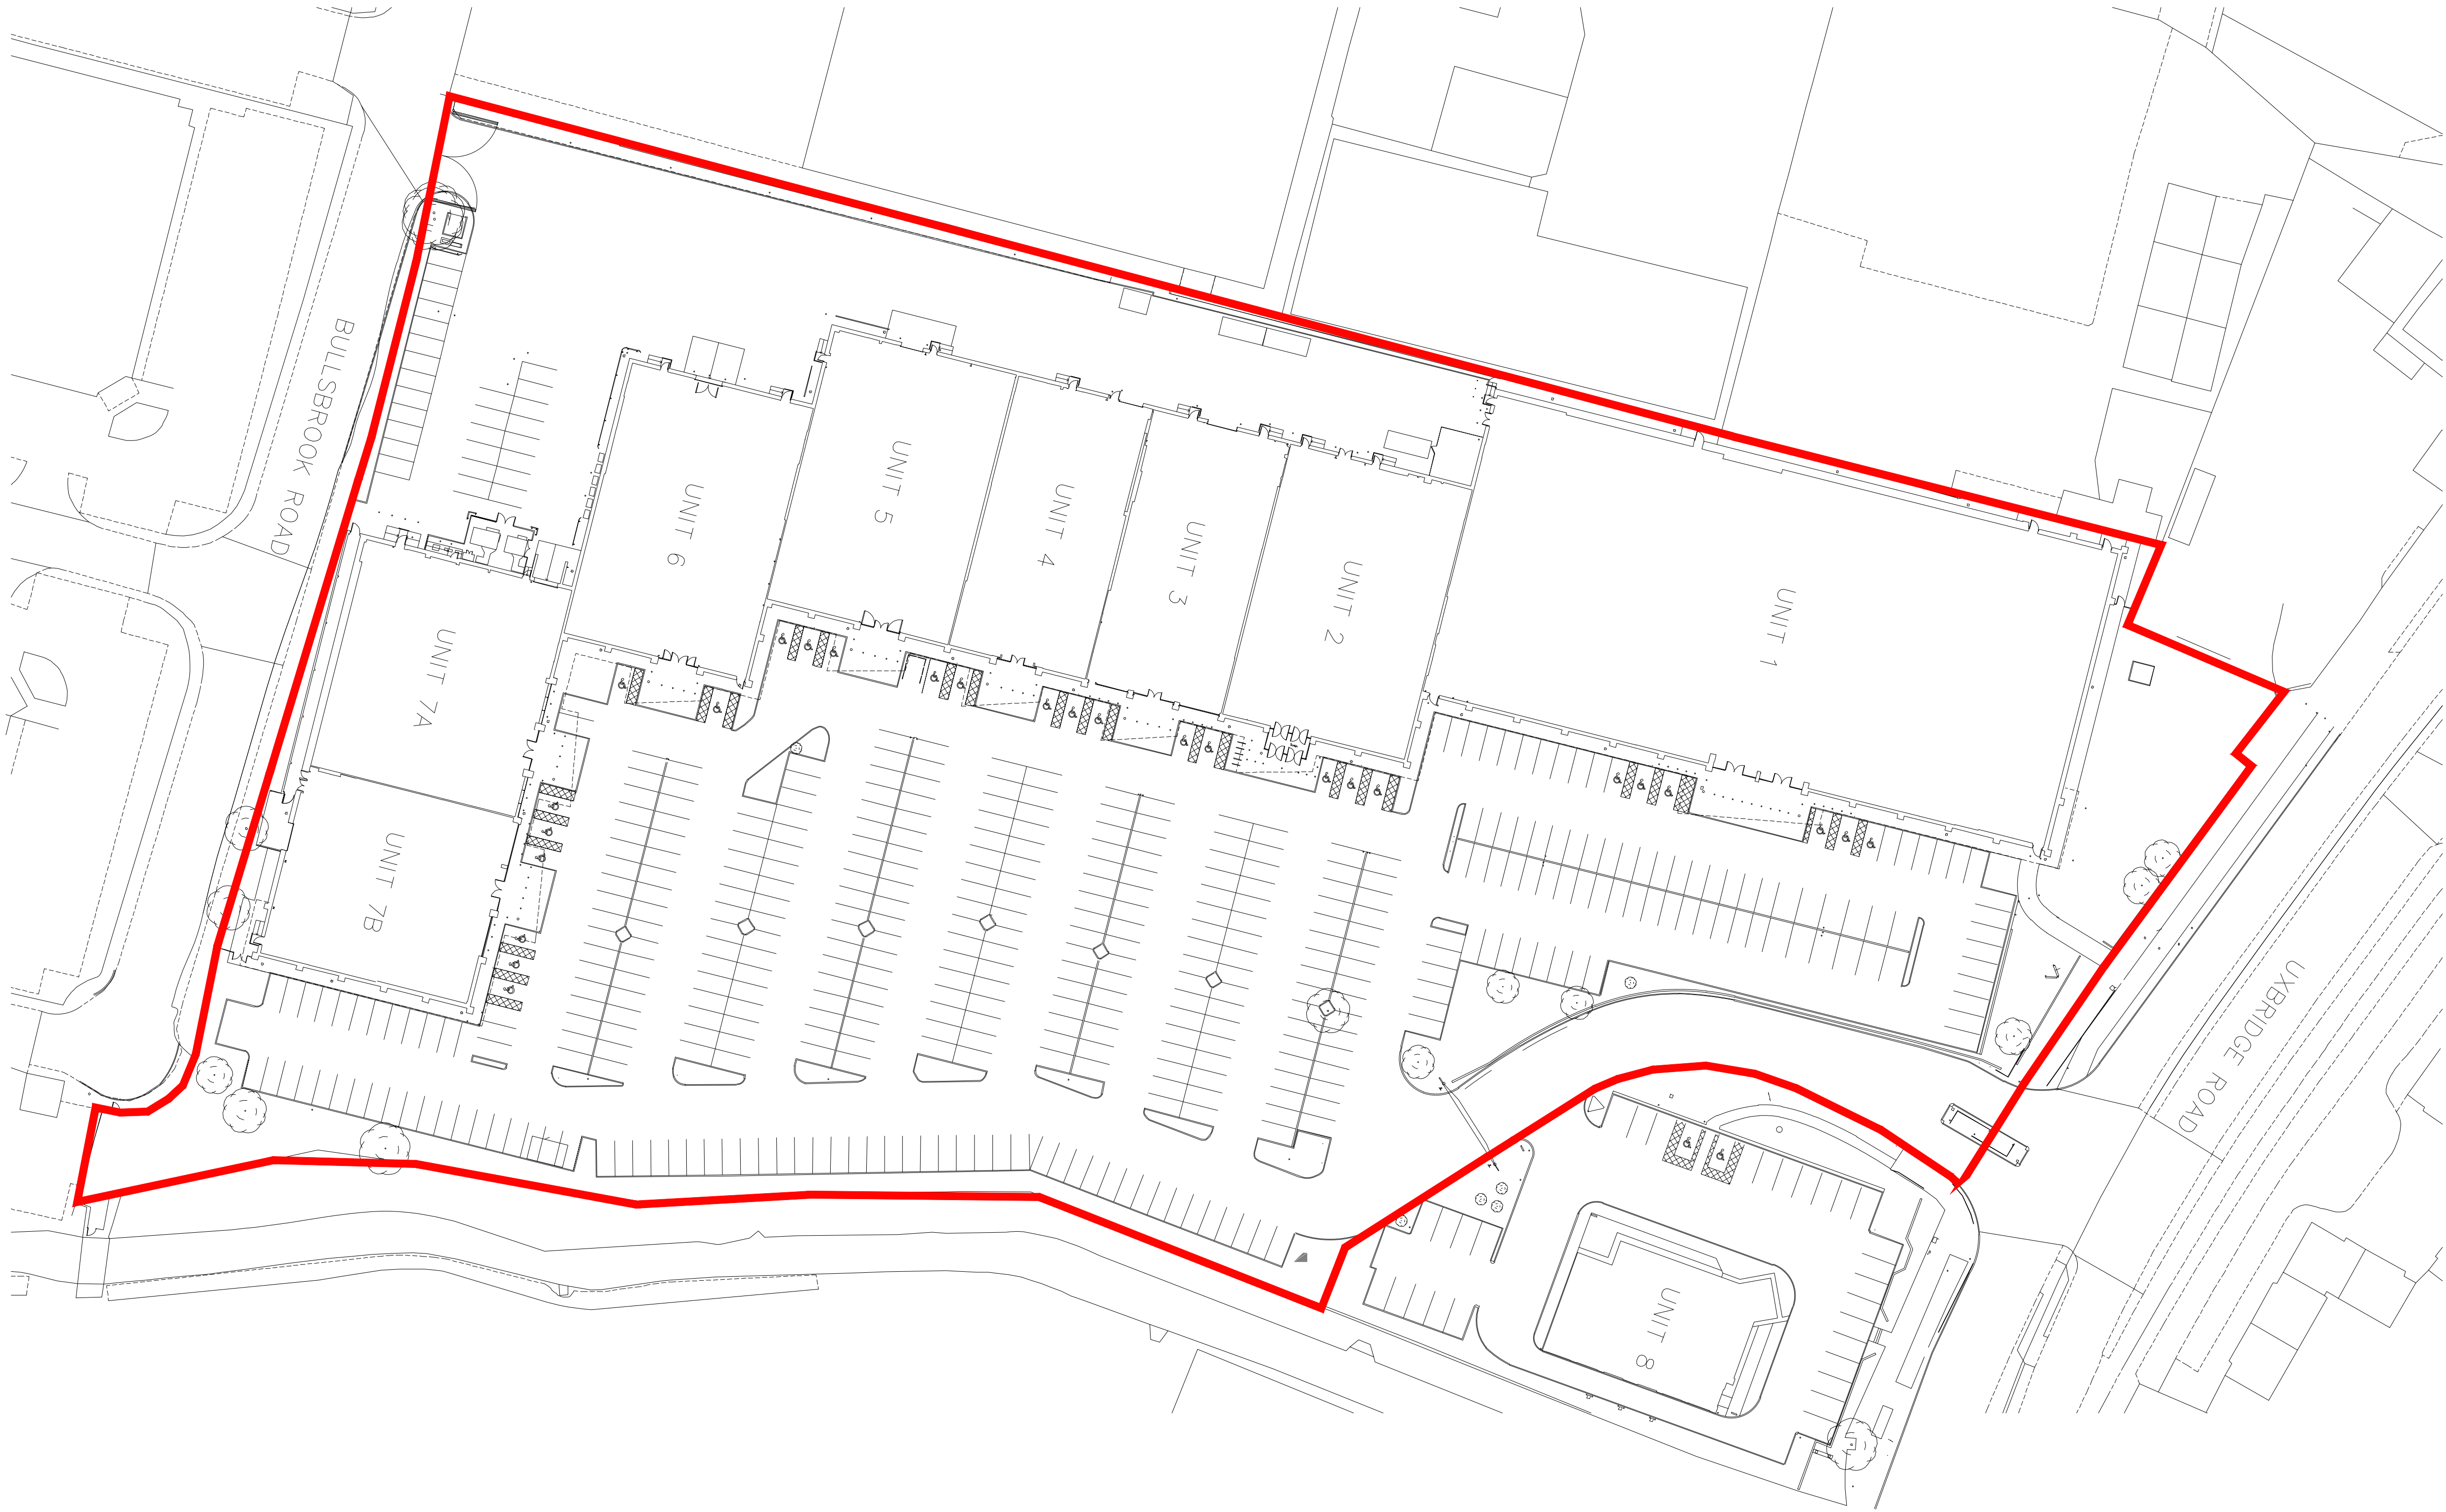 BULLSBROOK ROAD
UNIT 5
UNIT 6
UNIT 4
UNIT 3
UNIT 2
UNIT 1
UNIT 7A
UNIT 7B
UXBRIDGE ROAD
UNIT 8